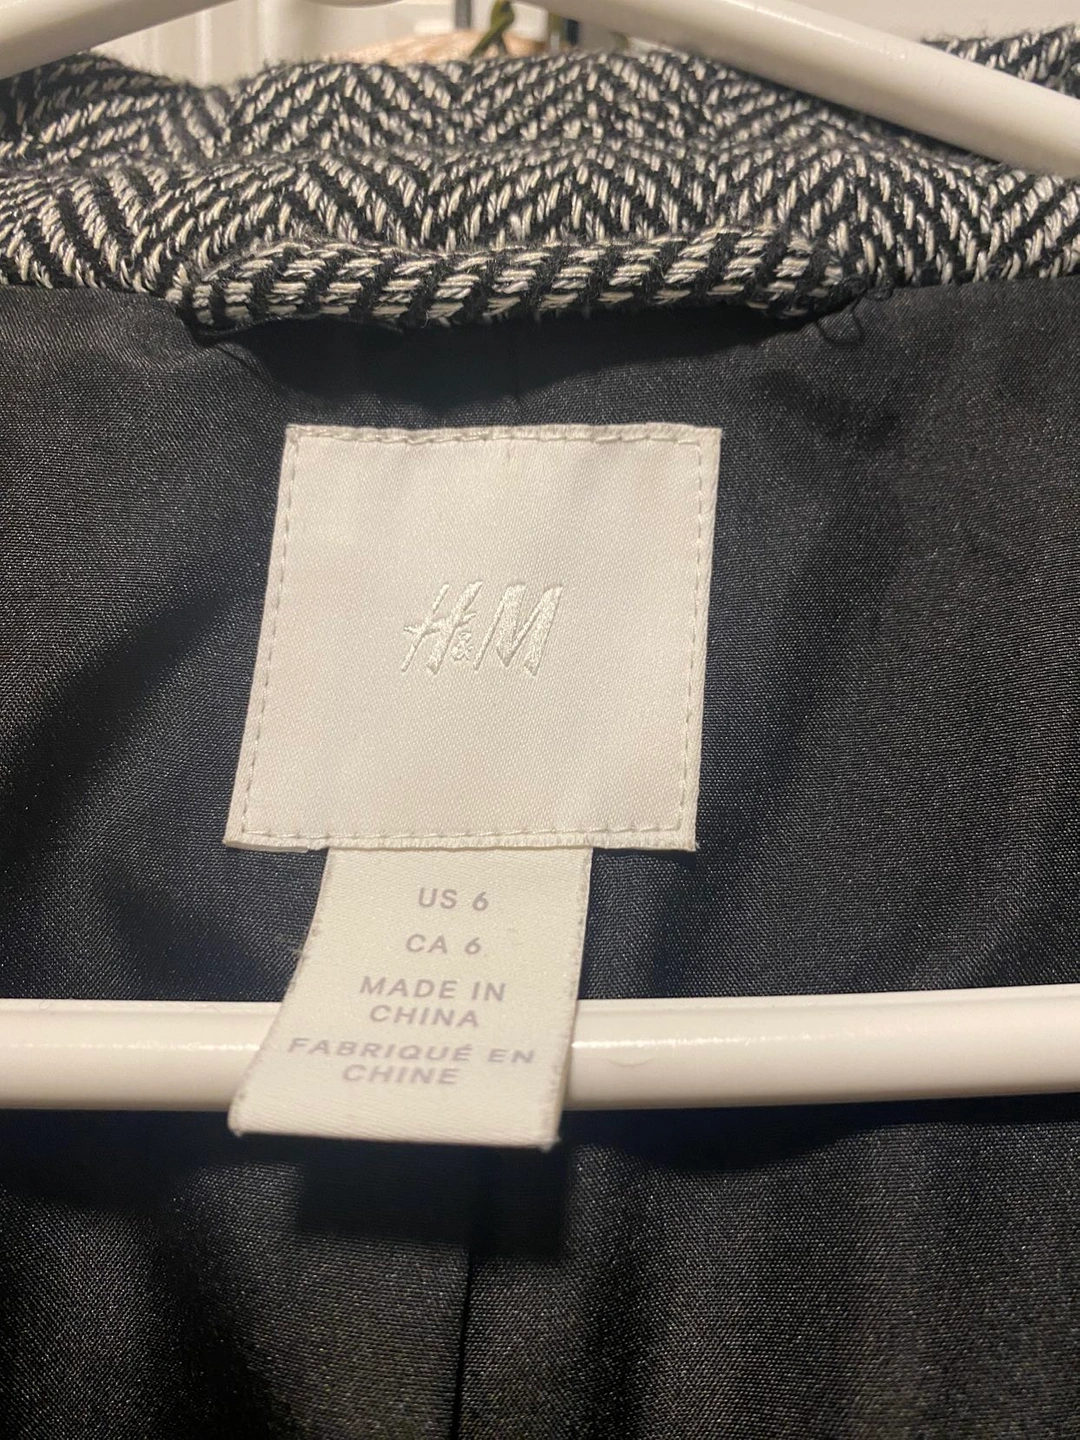 H&M
US 6
CA 6
MADE IN
CHINA
FABRIQUÉ EN
CHINE